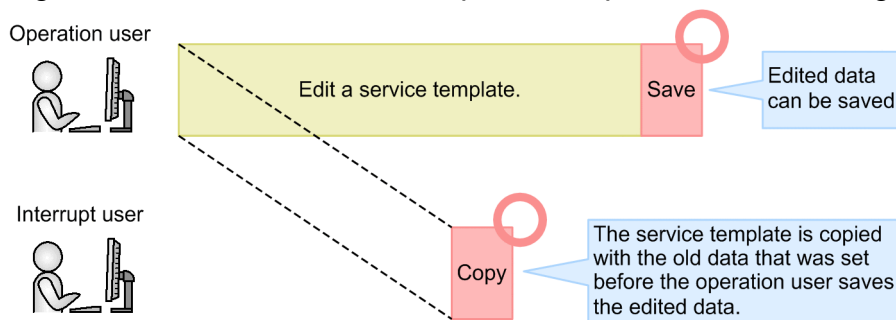 Operation user
Edit a service template.
Save
Edited data
can be saved
Interrupt user
Copy
The service template is copied
with the old data that was set
before the operation user saves
the edited data.